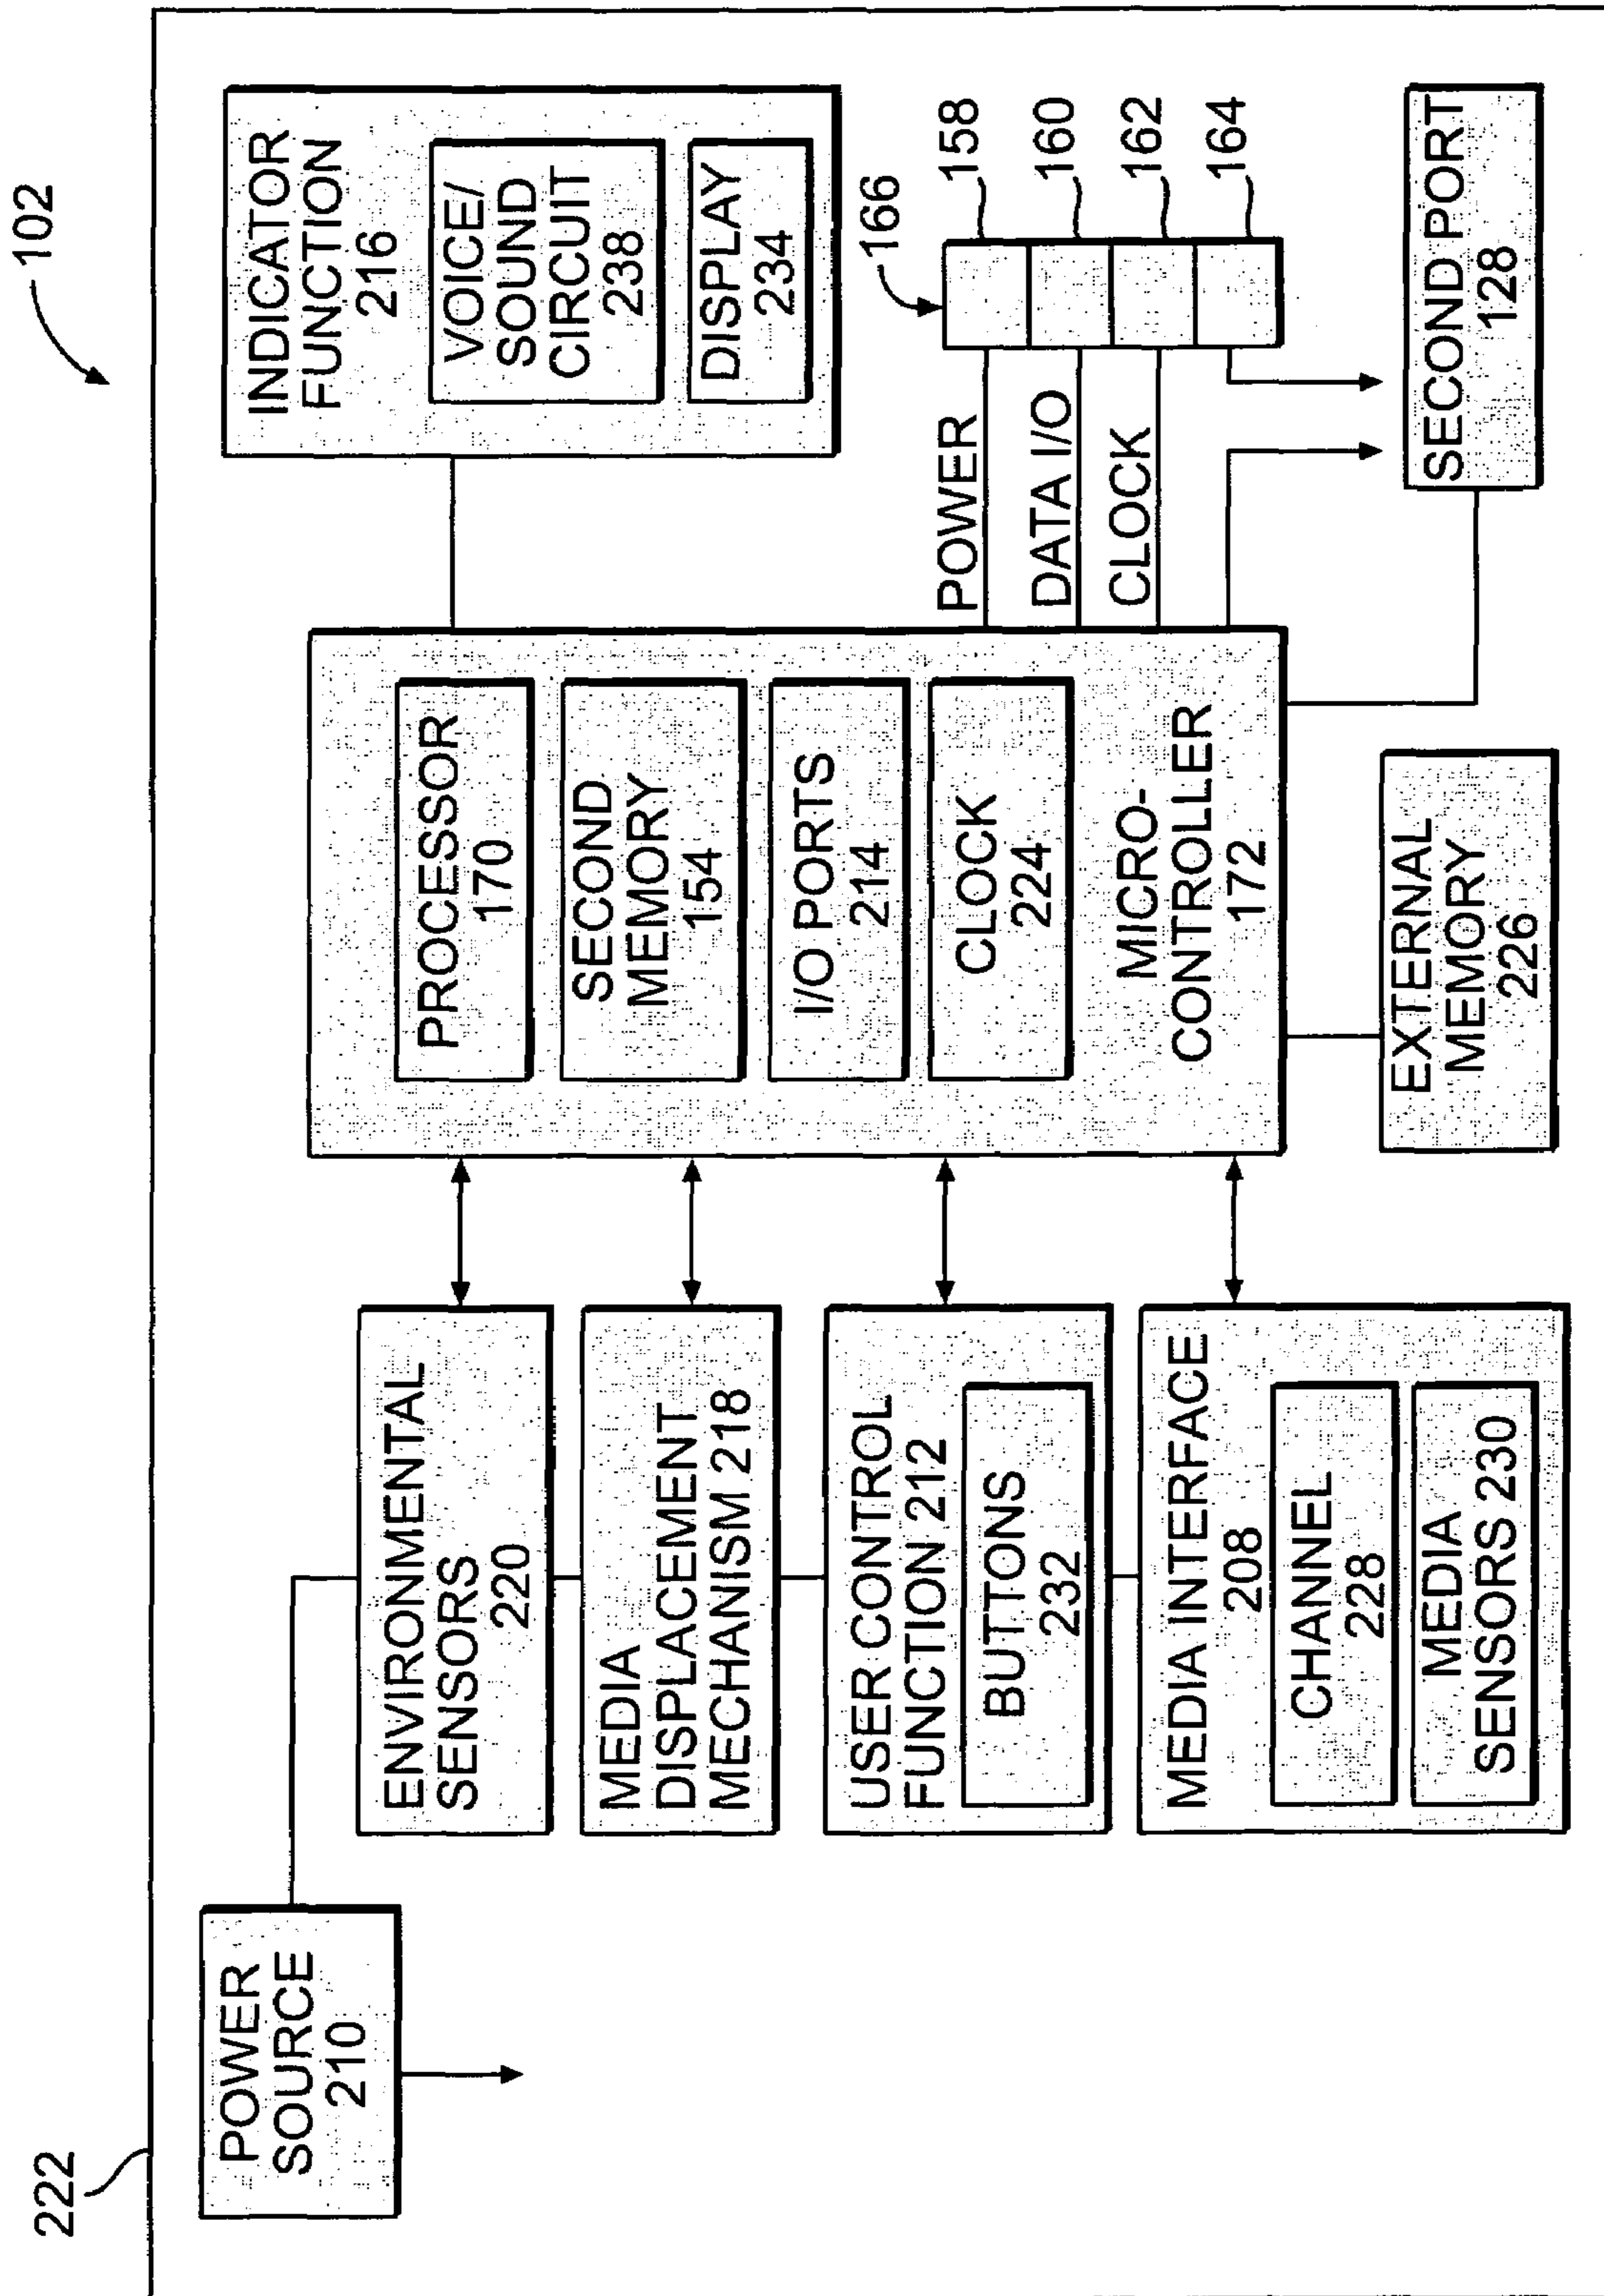 102
222
POWER
SOURCE
210
ENVIRONMENTAL
SENSORS
220
MEDIA
DISPLACEMENT
MECHANISM 218
USER CONTROL
FUNCTION 212
BUTTONS
232
MEDIA INTERFACE
208
CHANNEL
228
MEDIA
SENSORS 230
PROCESSOR
170
SECOND
MEMORY
154
I/O PORTS
214
CLOCK
224
MICRO-
CONTROLLER
172
EXTERNAL
MEMORY
226
INDICATOR
FUNCTION
216
VOICE/
SOUND
CIRCUIT
238
DISPLAY
234
166
POWER
158
DATA I/O
160
CLOCK
162
164
SECOND PORT
128